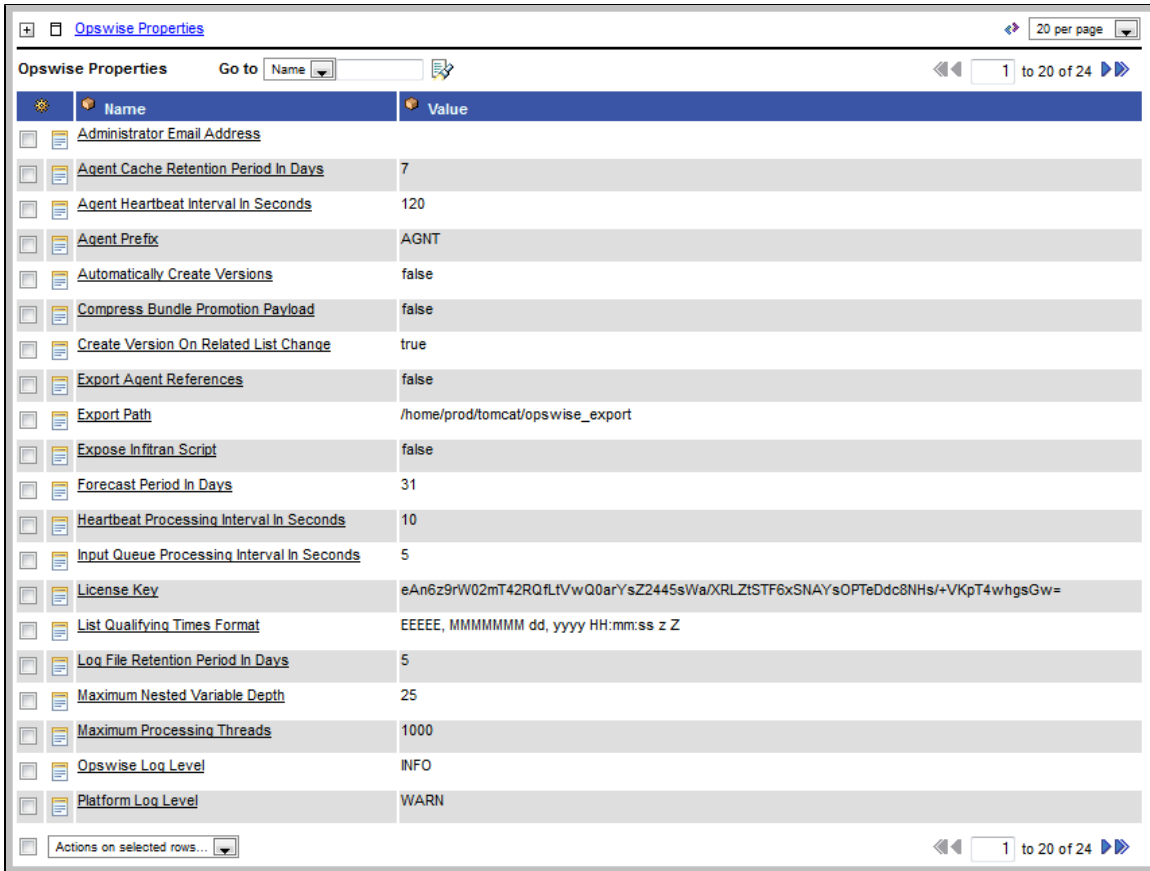 Opswise Properties 20 per page
Opswise Properties Go to Name 1 to 20 of 24
Name Value
Administrator Email Address
Agent Cache Retention Period In Days 7
Agent Heartbeat Interval In Seconds 120
Agent Prefix AGNT
Automatically Create Versions false
Compress Bundle Promotion Payload false
Create Version On Related List Change true
Export Agent References false
Export Path /home/prod/tomcat/opswise_export
Expose Infitran Script false
Forecast Period In Days 31
Heartbeat Processing Interval In Seconds 10
Input Queue Processing Interval In Seconds 5
License Key eAn6z9rW02mT42RQfLtVwQ0arYsZ2445sWa/XRLZtSTF6xSNAYsOPTeDdc8NHs/+VKpT4whgsGw=
List Qualifying Times Format EEEEE, MMMMMMM dd, yyyy HH:mm:ss z Z
Log File Retention Period In Days 5
Maximum Nested Variable Depth 25
Maximum Processing Threads 1000
Opswise Log Level INFO
Platform Log Level WARN
Actions on selected rows... 1 to 20 of 24